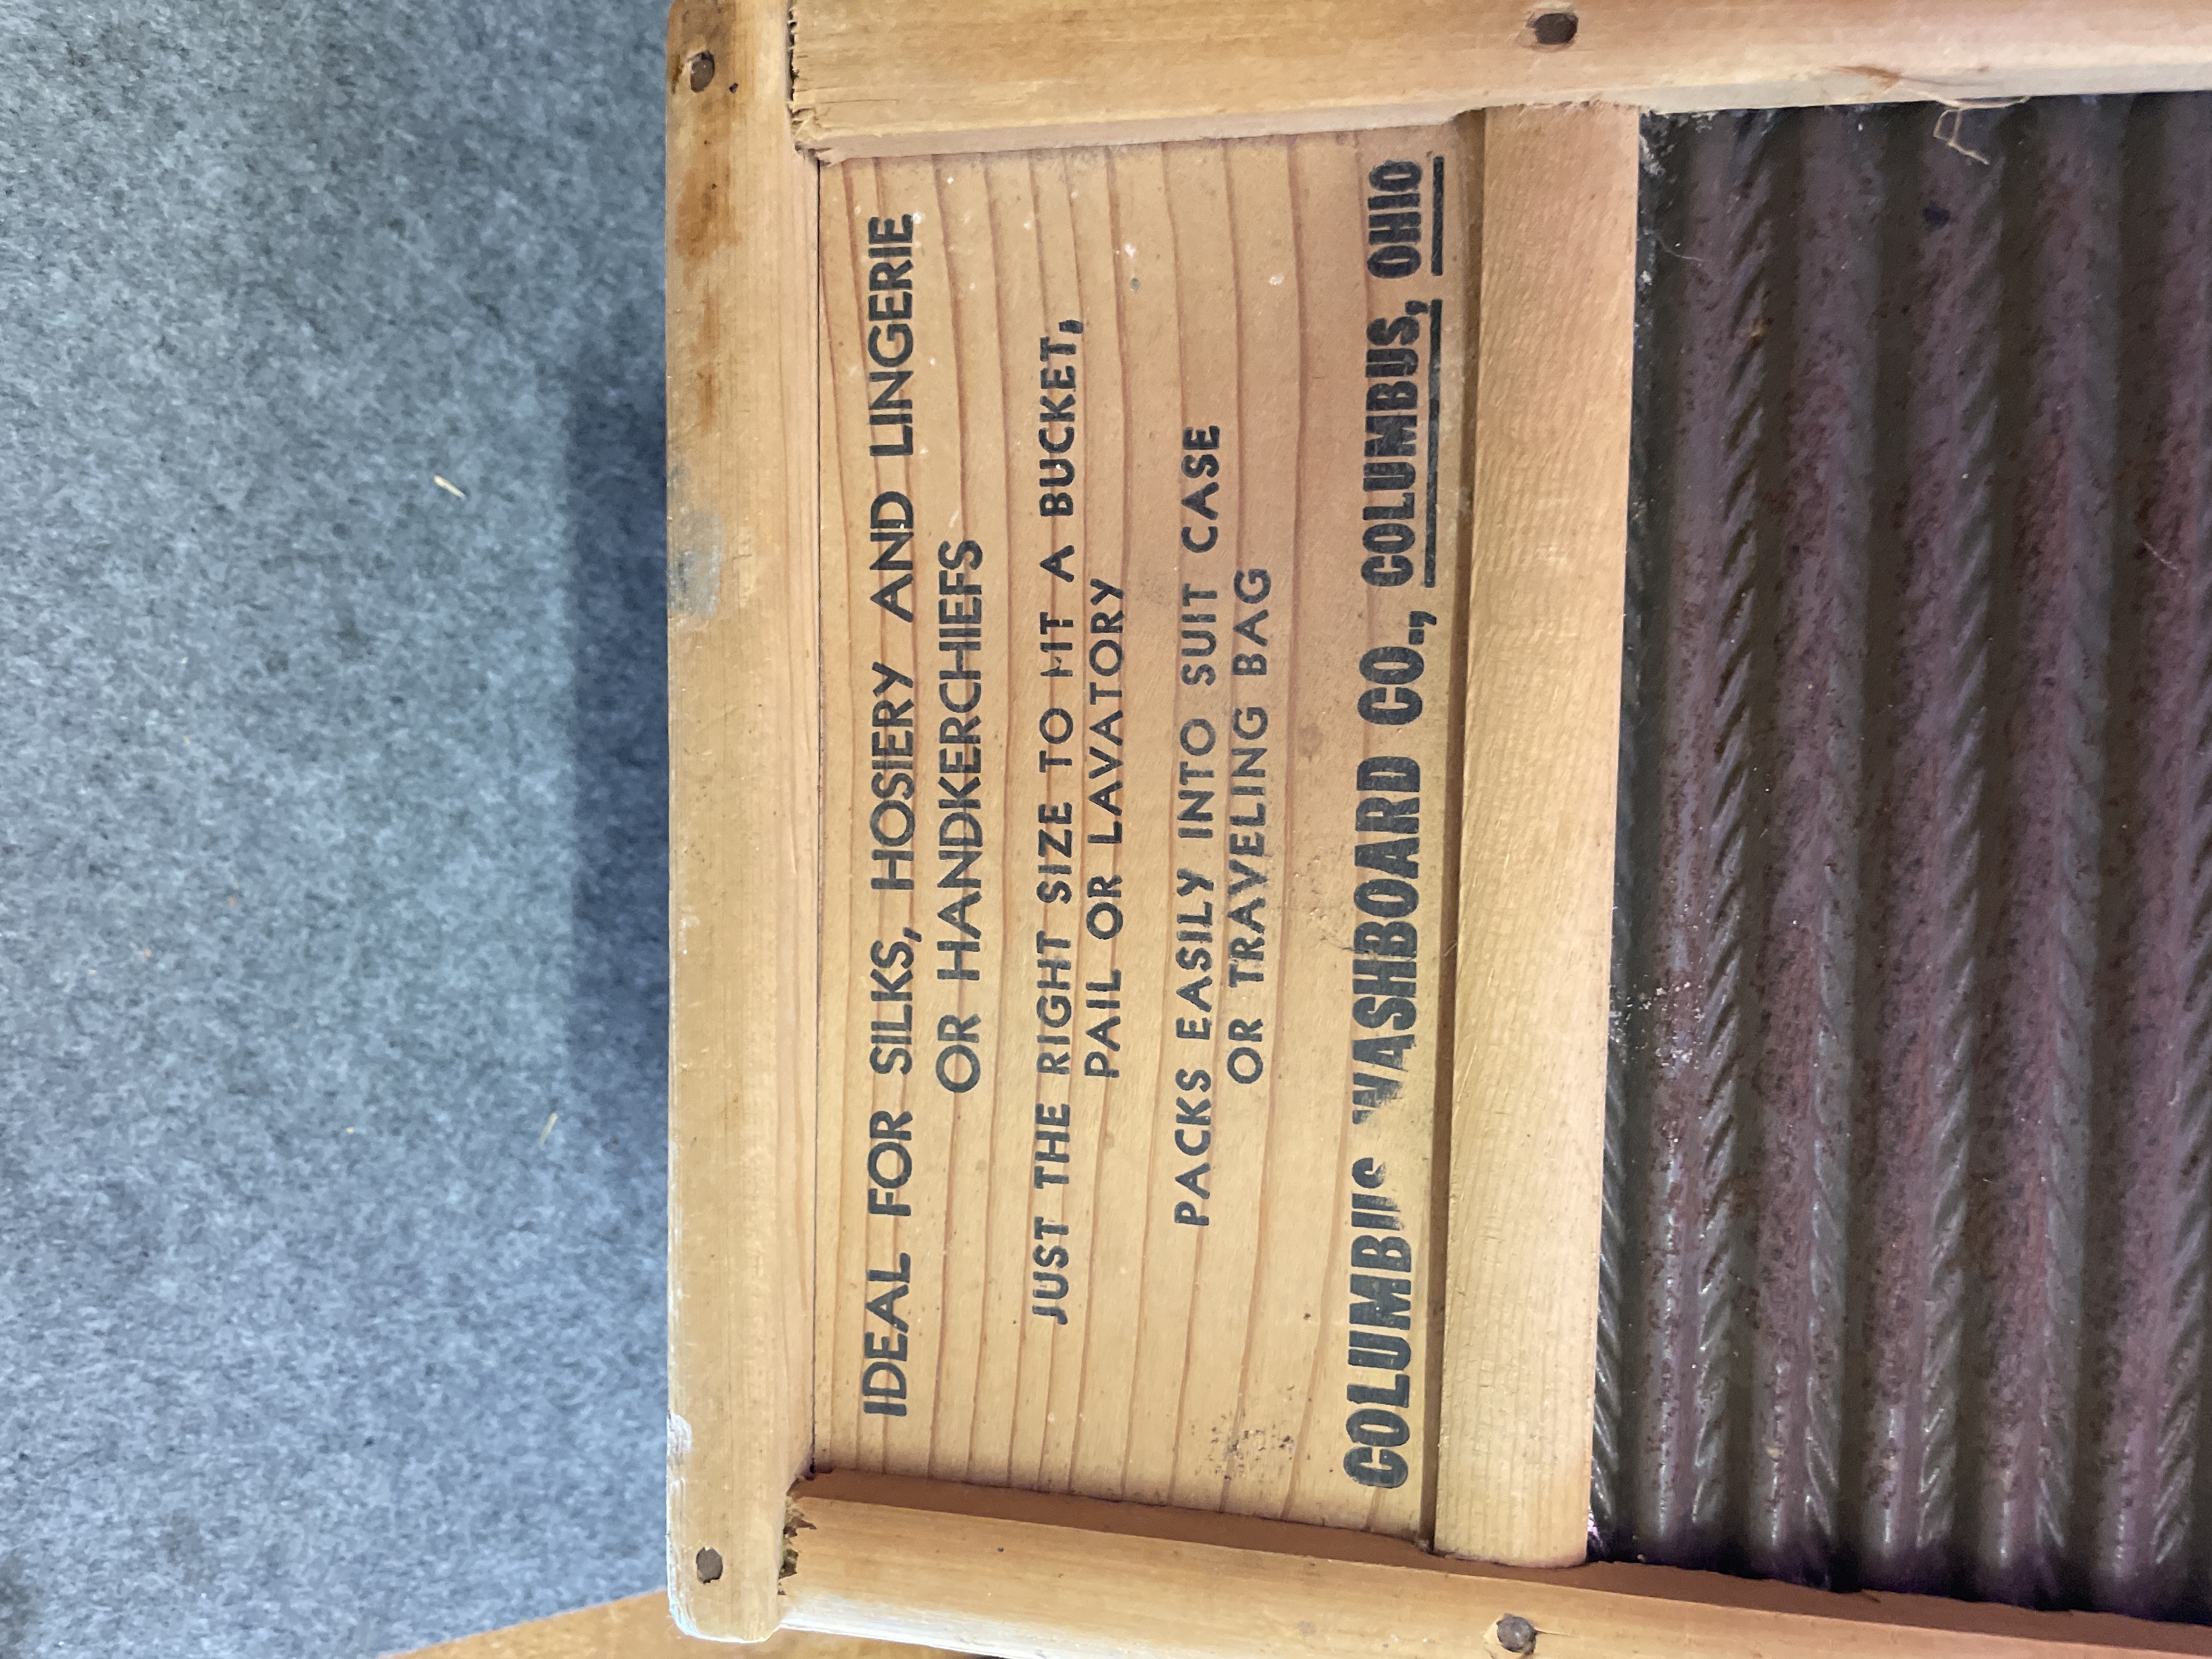 IDEAL FOR SILKS, HOSIERY AND LINGERIE
OR HANDKERCHIEFS
JUST THE RIGHT SIZE TO FIT A BUCKET,
PAIL OR LAVATORY
PACKS EASILY INTO SUIT CASE
OR TRAVELING BAG
COLUMBUS WASHBOARD CO., COLUMBUS, OHIO